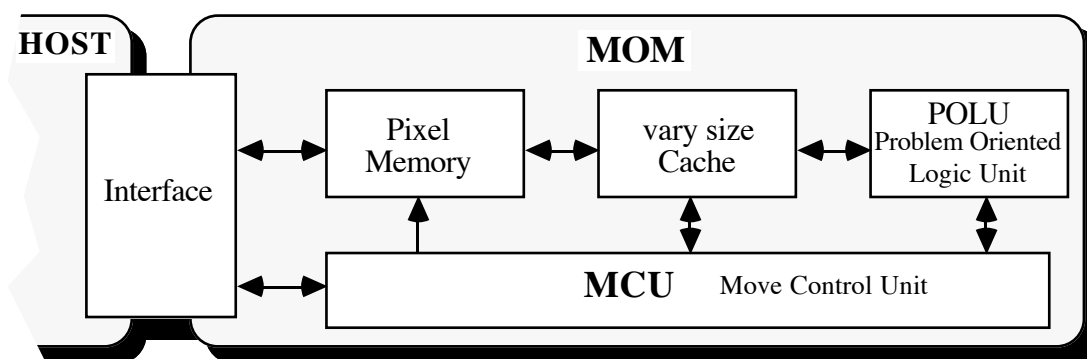 HOST
MOM
Interface
Pixel
Memory
vary size
Cache
POLU
Problem Oriented
Logic Unit
MCU Move Control Unit